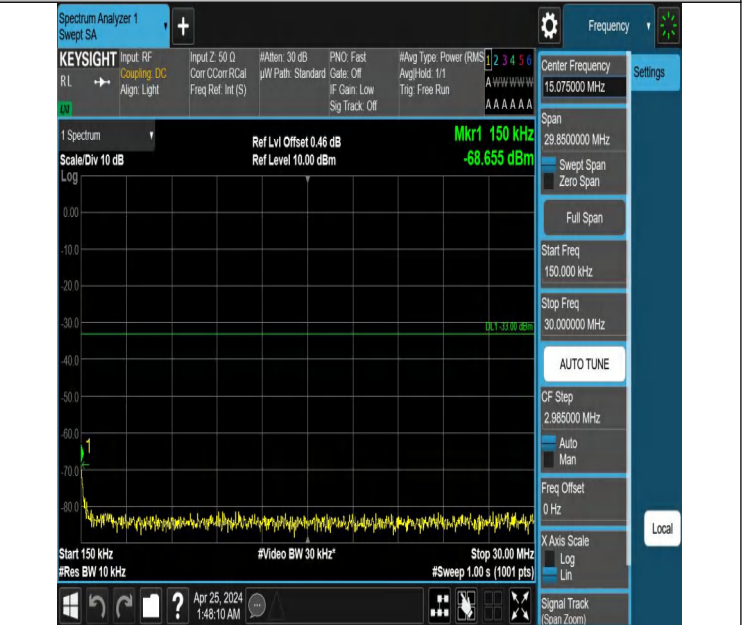 Spectrum Analyzer 1
Swept SA
+
Frequency
KEYSIGHT
RL
LXI
Input: RF
Coupling: DC
Align: Light
Input Z: 50 Ω
Corr CCorr RCal
Freq Ref: Int (S)
#Atten: 30 dB
µW Path: Standard
PNO: Fast
Gate: Off
IF Gain: Low
Sig Track: Off
#Avg Type: Power (RMS
Avg|Hold: 1/1
Trig: Free Run
1 2 3 4 5 6
A W W W W W
A A A A A A
1 Spectrum
Scale/Div 10 dB
Log
Ref Lvl Offset 0.46 dB
Ref Level 10.00 dBm
Mkr1 150 kHz
-68.655 dBm
0.00
-10.0
-20.0
-30.0
DL1 -33.00 dBm
-40.0
-50.0
-60.0
1
-70.0
-80.0
Start 150 kHz
#Video BW 30 kHz*
Stop 30.00 MHz
#Res BW 10 kHz
#Sweep 1.00 s (1001 pts)
Center Frequency
15.075000 MHz
Settings
Span
29.8500000 MHz
Swept Span
Zero Span
Full Span
Start Freq
150.000 kHz
Stop Freq
30.000000 MHz
AUTO TUNE
CF Step
2.985000 MHz
Auto
Man
Freq Offset
0 Hz
X Axis Scale
Log
Lin
Local
Signal Track
(Span Zoom)
?
Apr 25, 2024
1:48:10 AM